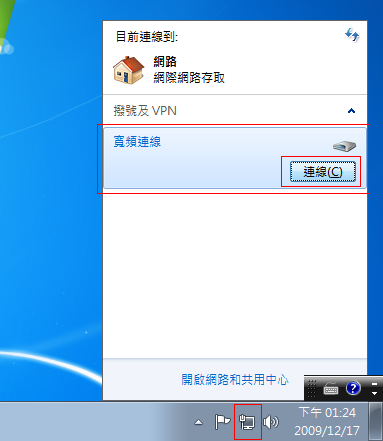 目前連線到:
網路
網際網路存取
撥號及 VPN
寬頻連線
連線(C)
開啟網路和共用中心
下午 01:24
2009/12/17